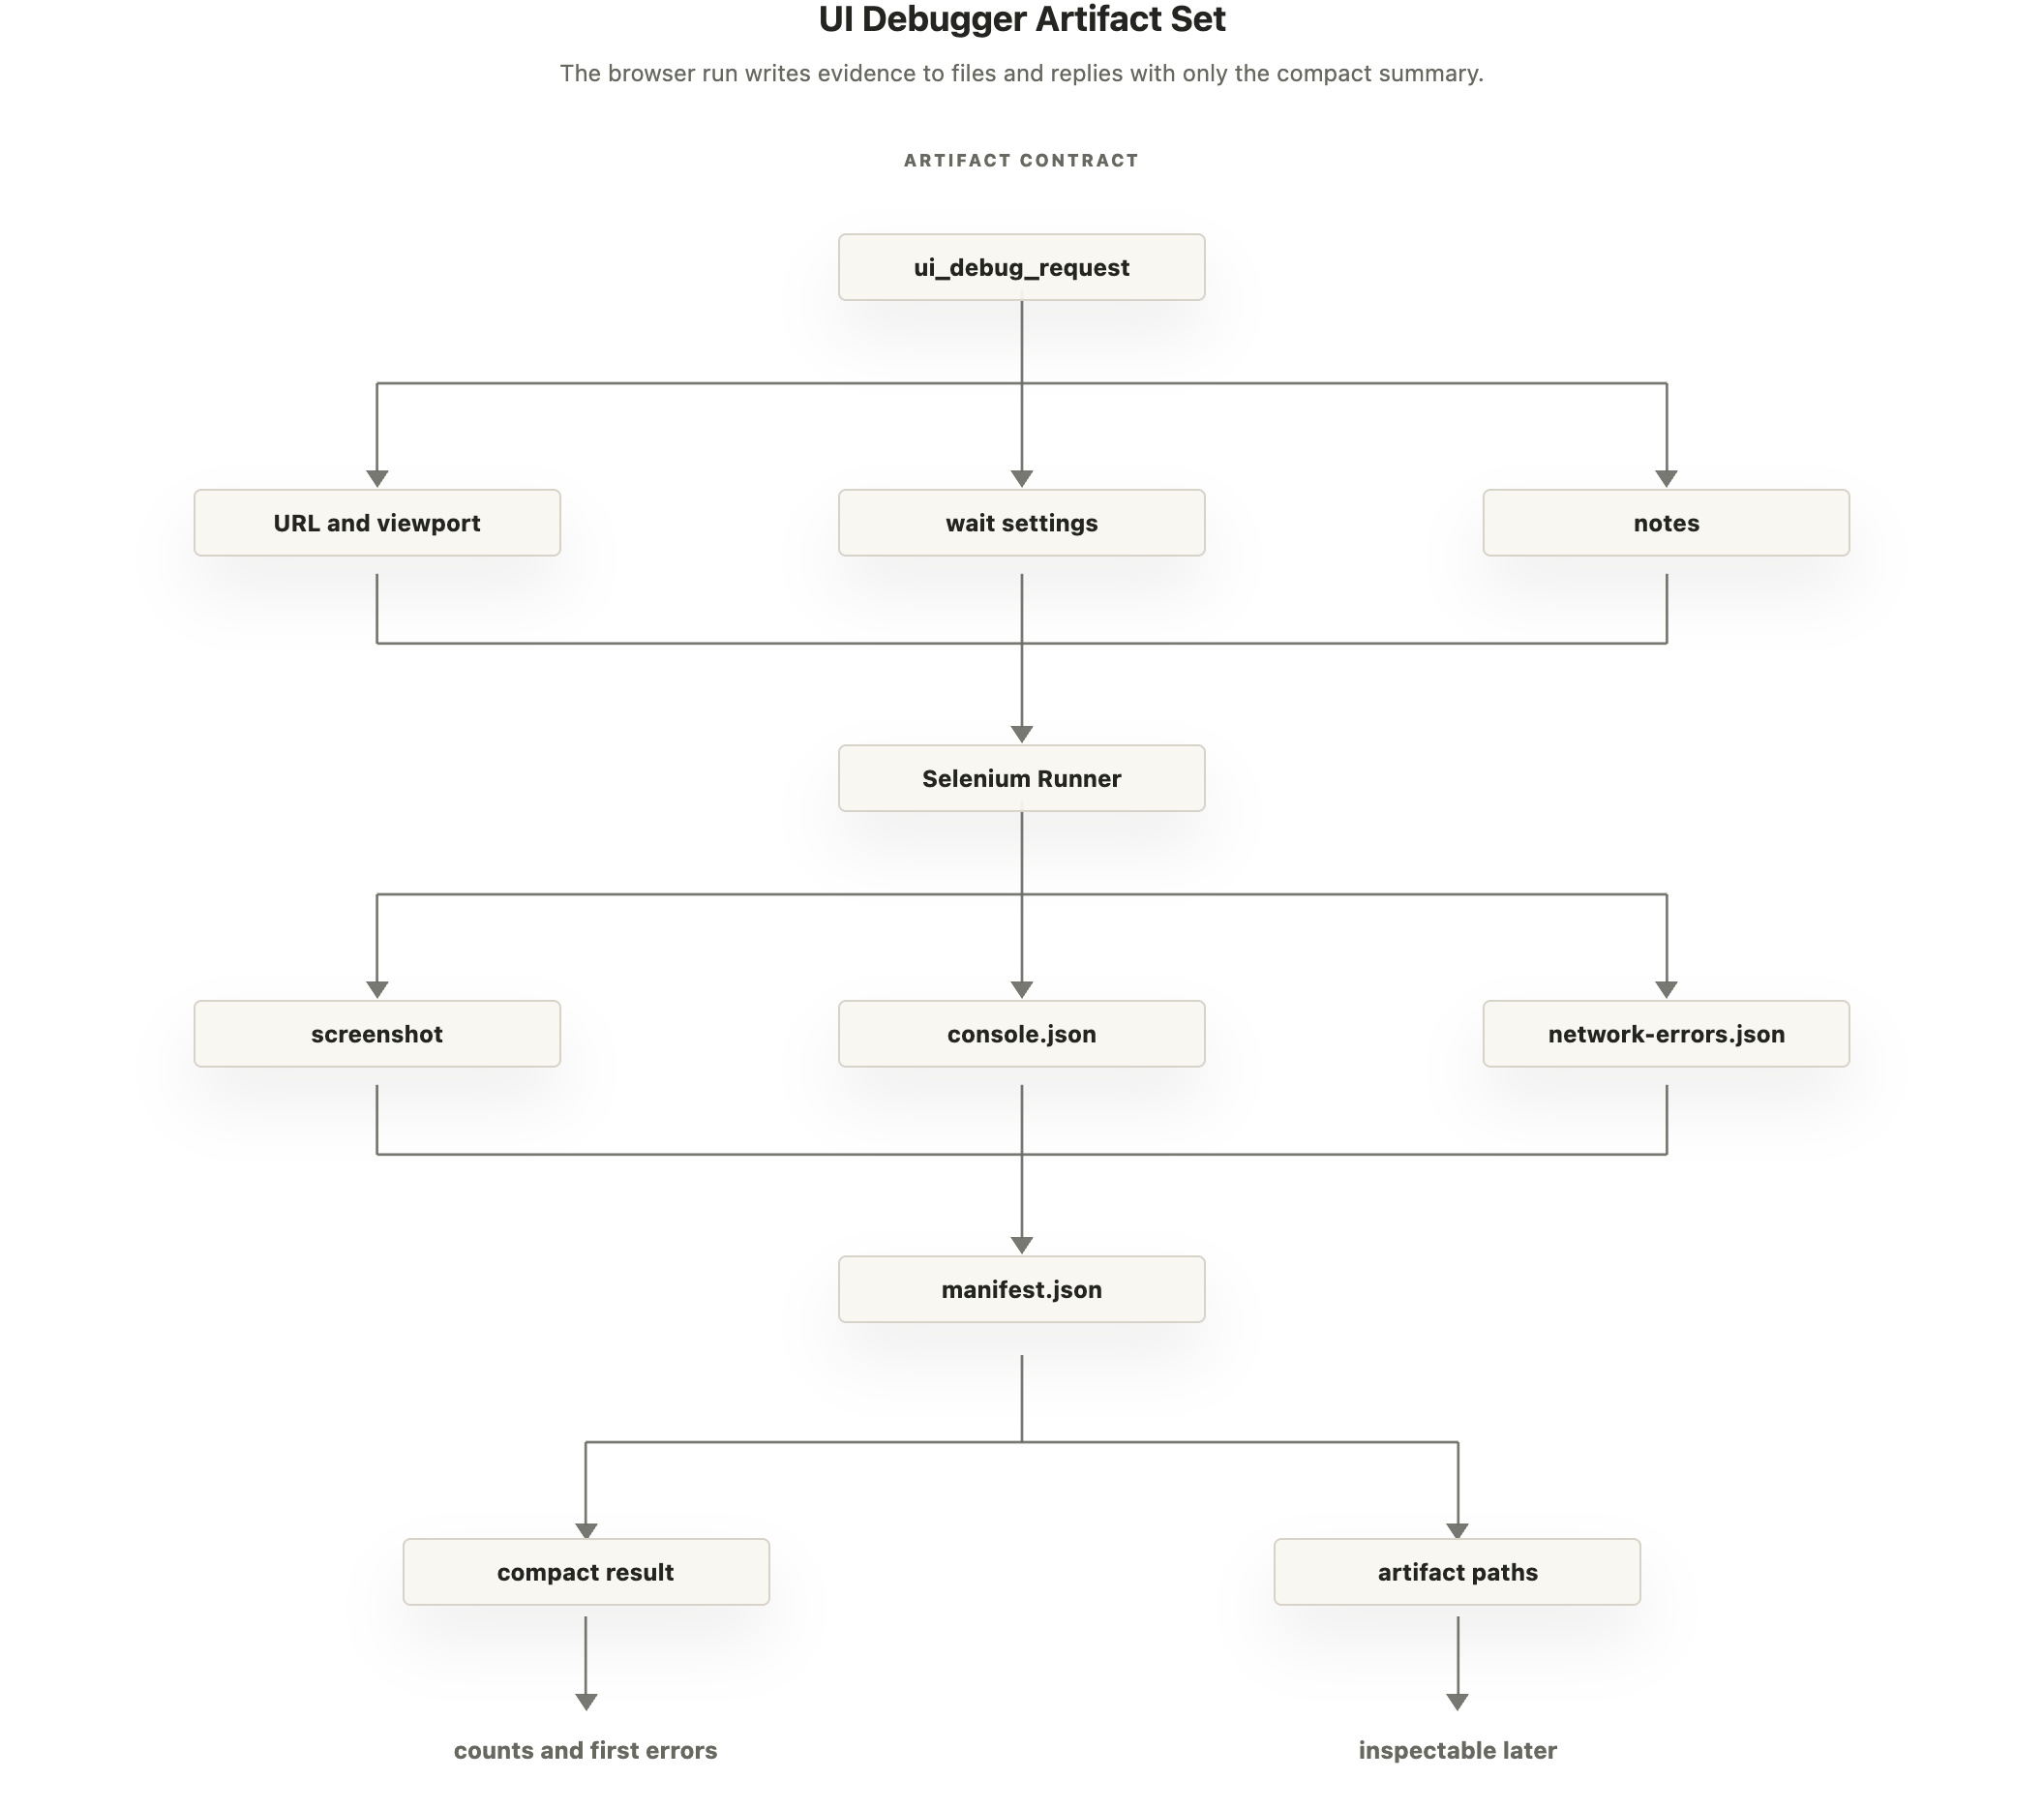 UI Debugger Artifact Set
The browser run writes evidence to files and replies with only the compact summary.
ARTIFACT CONTRACT
ui_debug_request
URL and viewport
wait settings
notes
Selenium Runner
screenshot
console.json
network-errors.json
manifest.json
compact result
artifact paths
counts and first errors
inspectable later